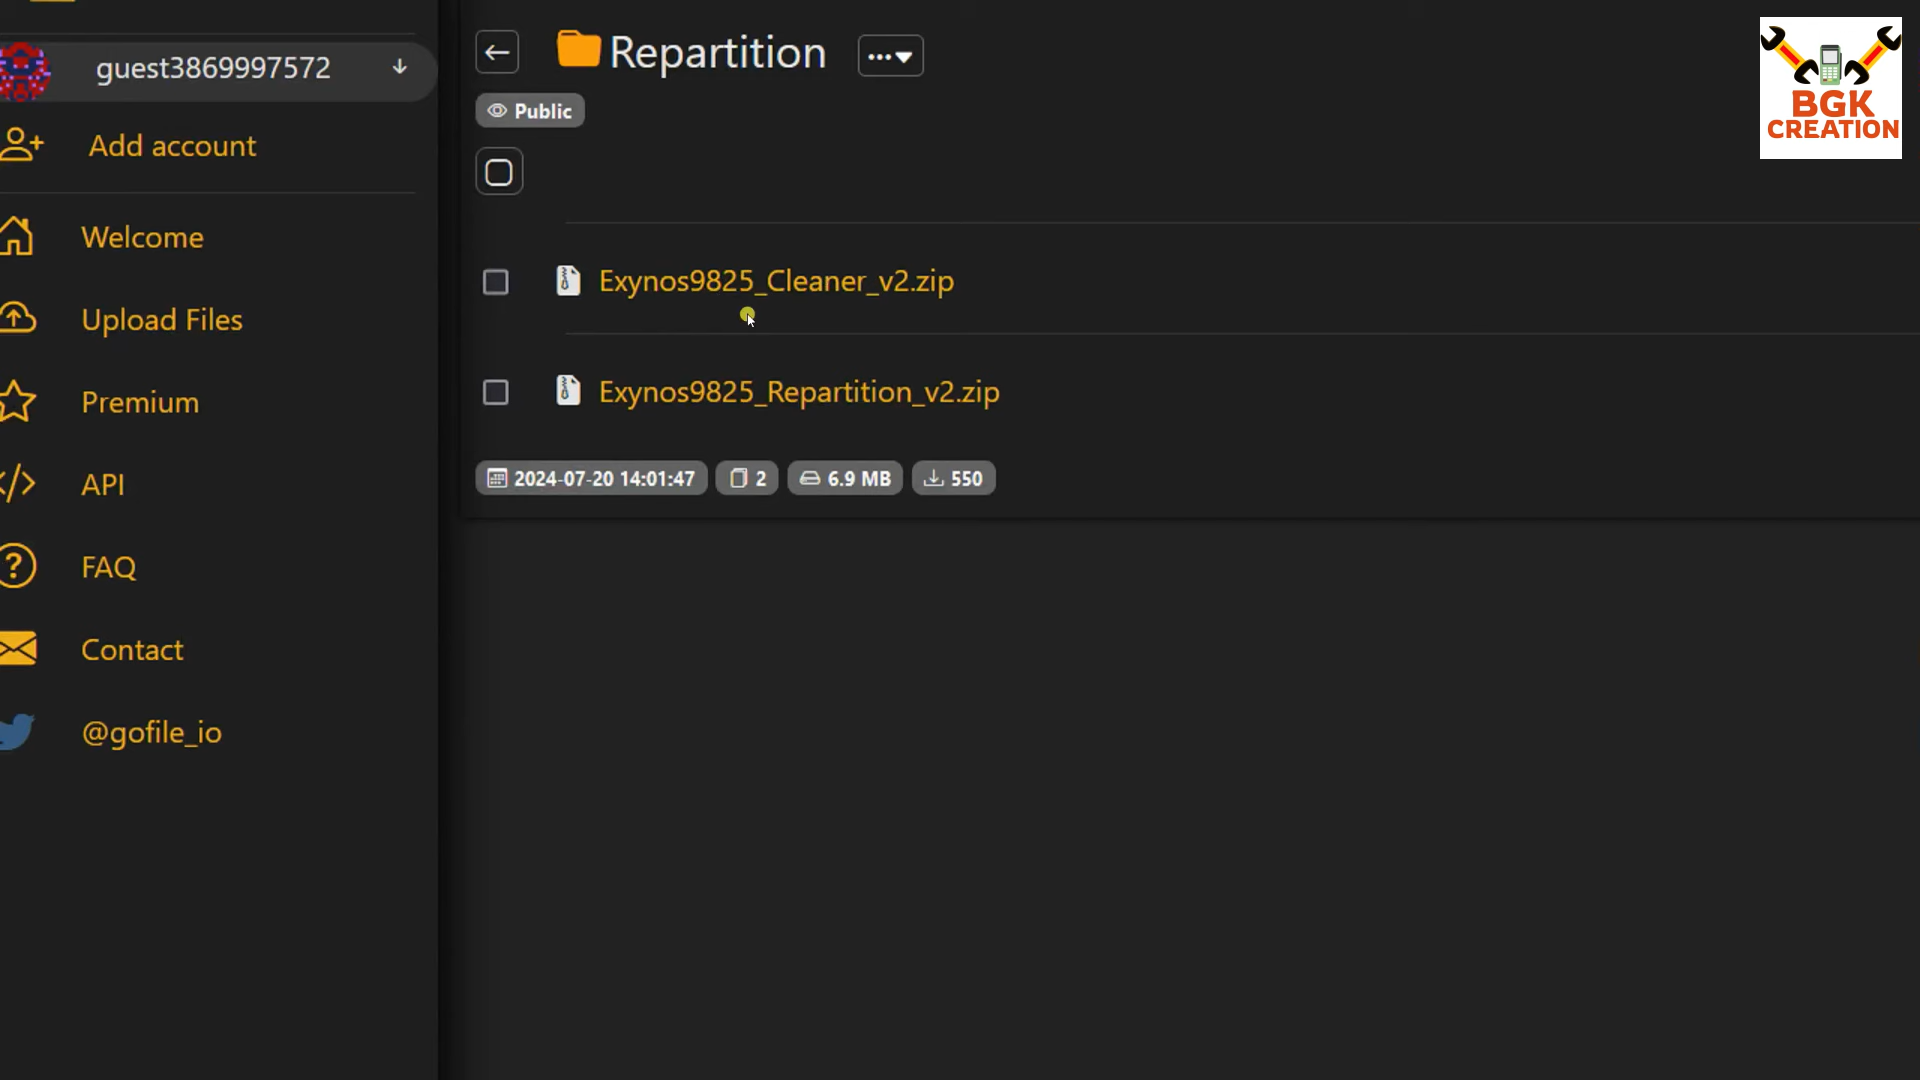 guest3869997572
Add account
Welcome
Upload Files
Premium
API
FAQ
Contact
@gofile_io
Repartition
Public
Exynos9825_Cleaner_v2.zip
Exynos9825_Repartition_v2.zip
2024-07-20 14:01:47 2 6.9 MB 550
BGK
CREATION